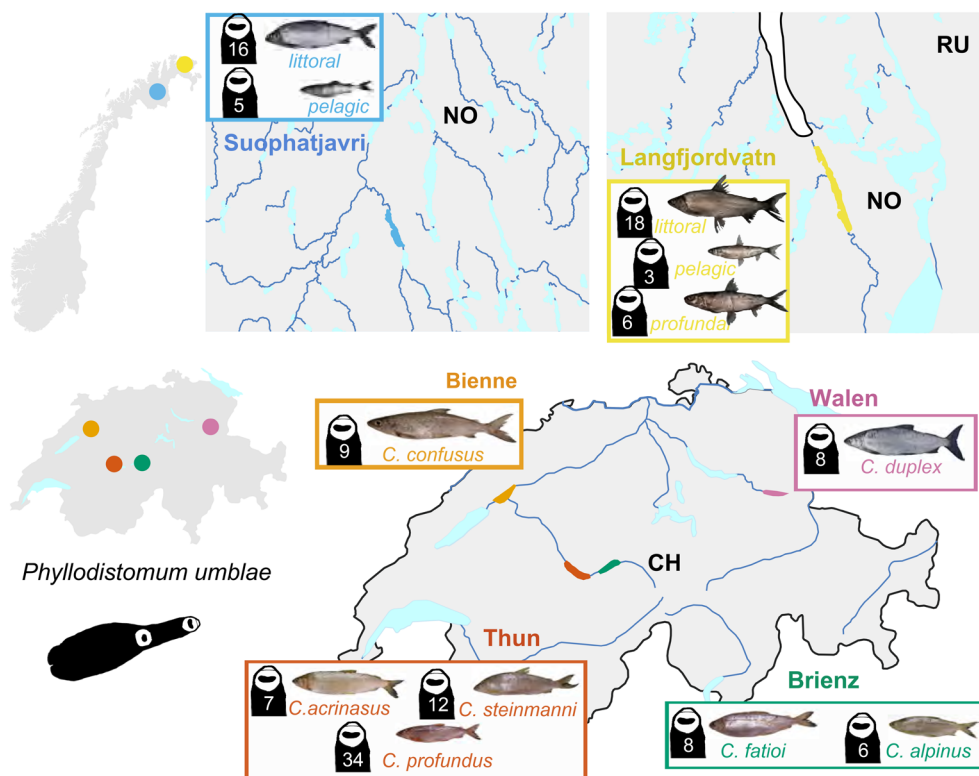 16
littoral
5
pelagic
Suophatjavri
NO
RU
Langfjordvatn
18
littoral
3
pelagic
6
profundal
NO
Bienne
9
C. confusus
Walen
8
C. duplex
Phyllodistomum umblae
CH
Thun
7
C.acrinasus
12
C. steinmanni
34
C. profundus
Brienz
8
C. fatioi
6
C. alpinus